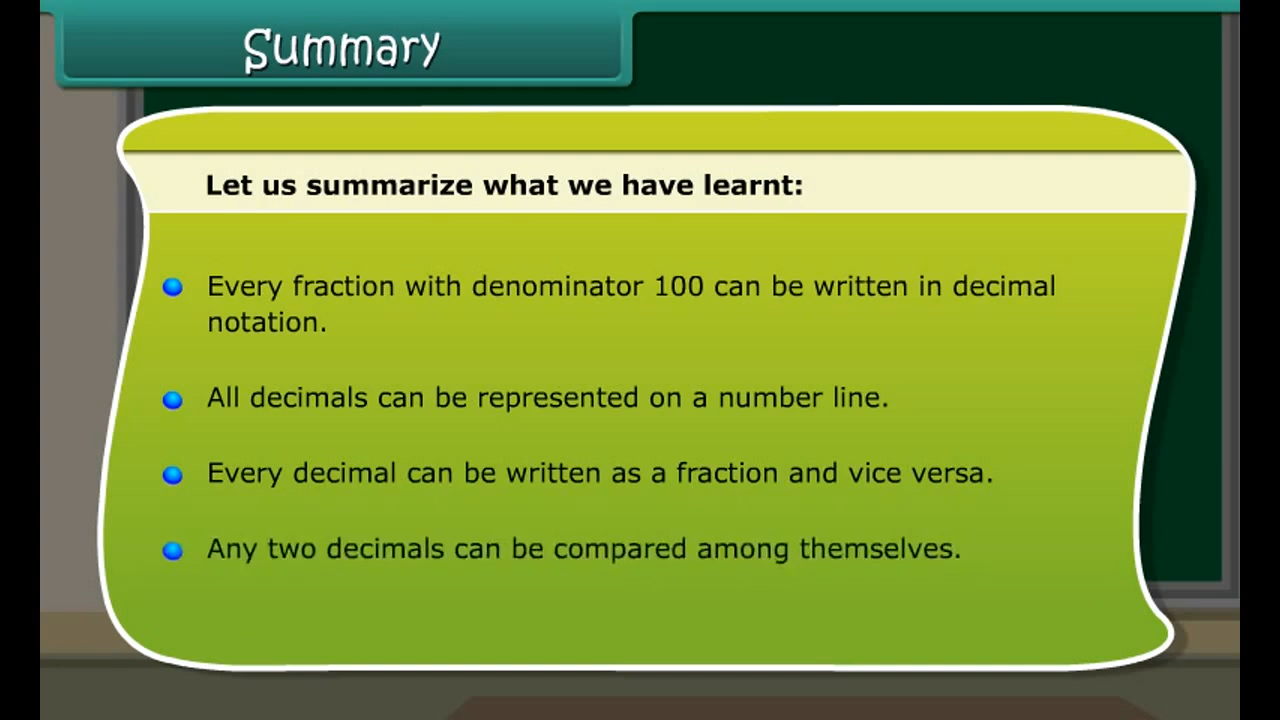 Summary
Let us summarize what we have learnt:
Every fraction with denominator 100 can be written in decimal
notation.
All decimals can be represented on a number line.
Every decimal can be written as a fraction and vice versa.
Any two decimals can be compared among themselves.